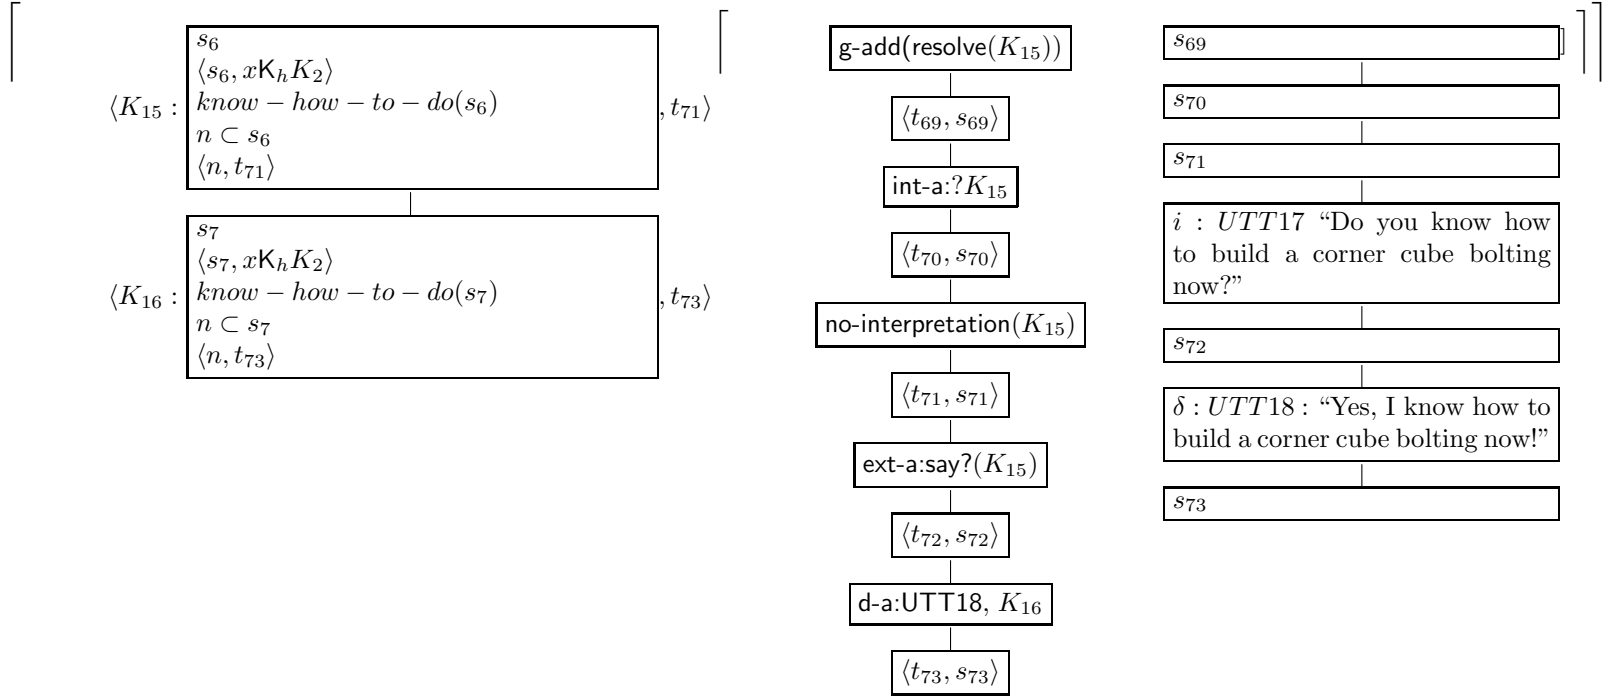 ⟨K₁₅ :
s₆
⟨s₆, xKₕK₂⟩
know − how − to − do(s₆)
n ⊂ s₆
⟨n, t₇₁⟩
, t₇₁⟩
⟨K₁₆ :
s₇
⟨s₇, xKₕK₂⟩
know − how − to − do(s₇)
n ⊂ s₇
⟨n, t₇₃⟩
, t₇₃⟩
g-add(resolve(K₁₅))
⟨t₆₉, s₆₉⟩
int-a:?K₁₅
⟨t₇₀, s₇₀⟩
no-interpretation(K₁₅)
⟨t₇₁, s₇₁⟩
ext-a:say?(K₁₅)
⟨t₇₂, s₇₂⟩
d-a:UTT18, K₁₆
⟨t₇₃, s₇₃⟩
s₆₉
s₇₀
s₇₁
i : UTT17 “Do you know how
to build a corner cube bolting
now?”
s₇₂
δ : UTT18 : “Yes, I know how to
build a corner cube bolting now!”
s₇₃